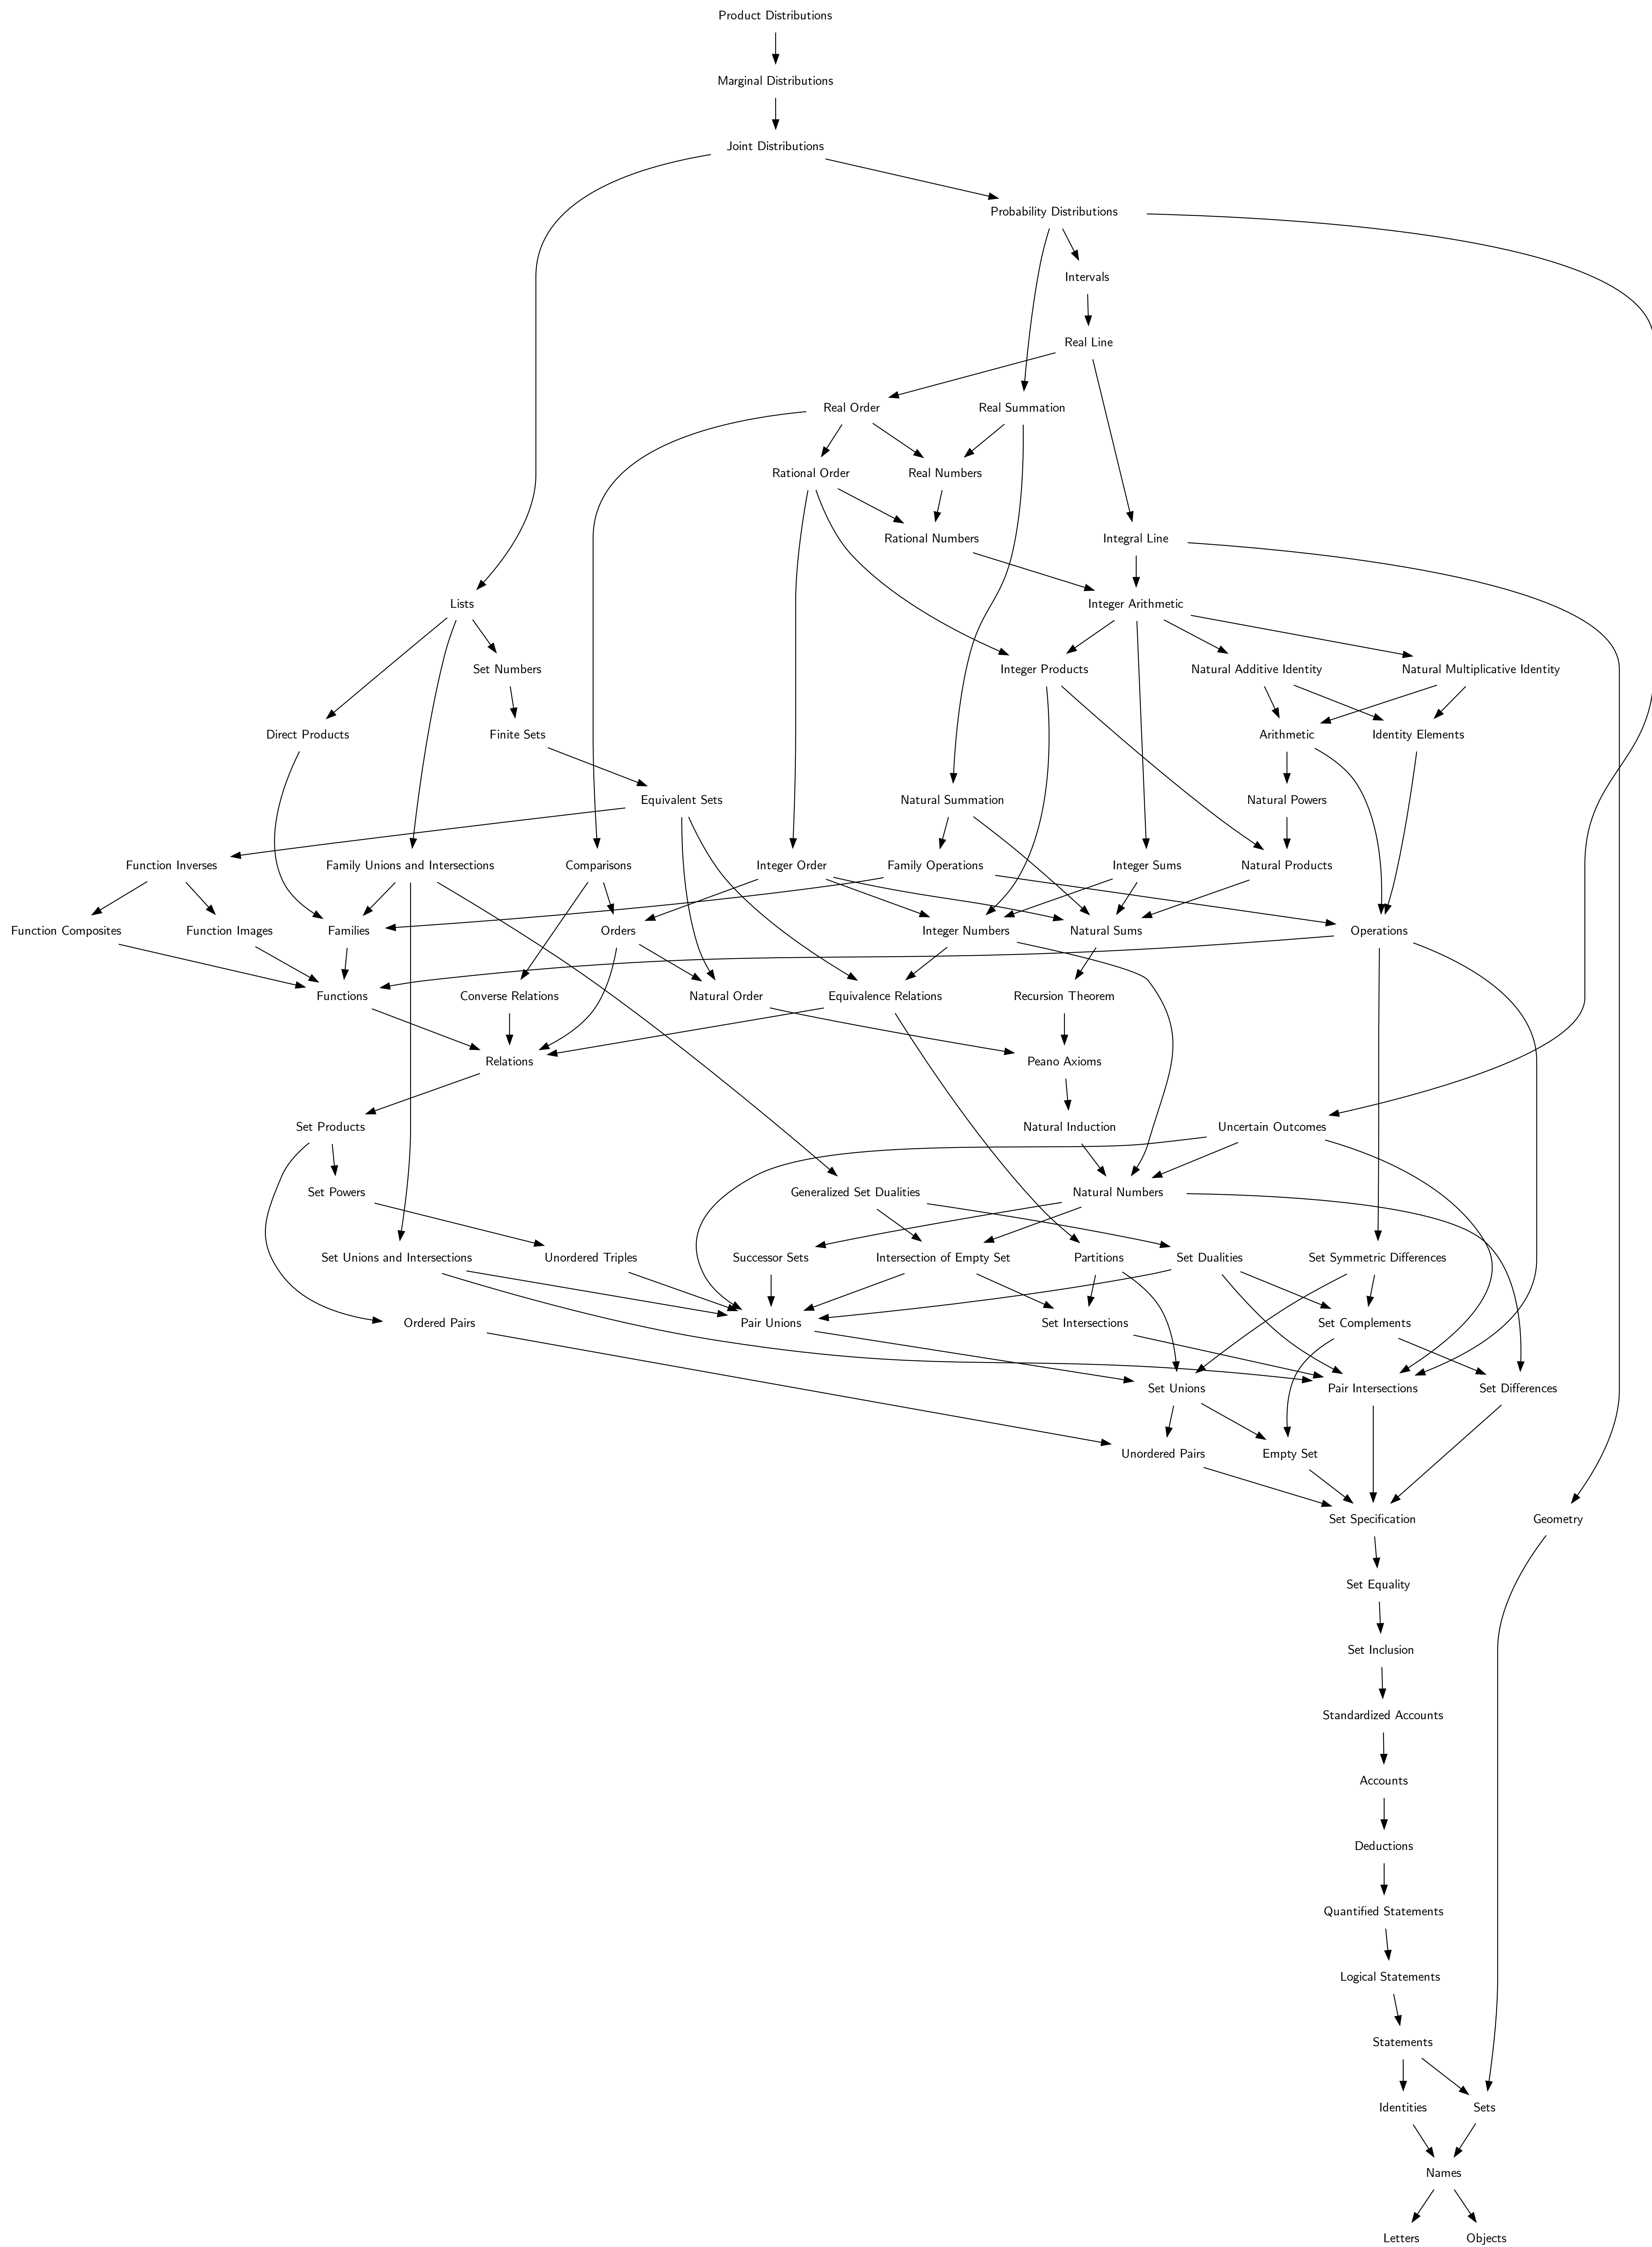 Product Distributions
Marginal Distributions
Joint Distributions
Probability Distributions
Intervals
Real Line
Real Order
Real Summation
Rational Order
Real Numbers
Rational Numbers
Integral Line
Lists
Integer Arithmetic
Set Numbers
Integer Products
Natural Additive Identity
Natural Multiplicative Identity
Direct Products
Finite Sets
Arithmetic
Identity Elements
Equivalent Sets
Natural Summation
Natural Powers
Function Inverses
Family Unions and Intersections
Comparisons
Integer Order
Family Operations
Integer Sums
Natural Products
Function Composites
Function Images
Families
Orders
Integer Numbers
Natural Sums
Operations
Functions
Converse Relations
Natural Order
Equivalence Relations
Recursion Theorem
Relations
Peano Axioms
Set Products
Natural Induction
Uncertain Outcomes
Set Powers
Generalized Set Dualities
Natural Numbers
Set Unions and Intersections
Unordered Triples
Successor Sets
Intersection of Empty Set
Partitions
Set Dualities
Set Symmetric Differences
Ordered Pairs
Pair Unions
Set Intersections
Set Complements
Set Unions
Pair Intersections
Set Differences
Unordered Pairs
Empty Set
Set Specification
Geometry
Set Equality
Set Inclusion
Standardized Accounts
Accounts
Deductions
Quantified Statements
Logical Statements
Statements
Identities
Sets
Names
Letters
Objects